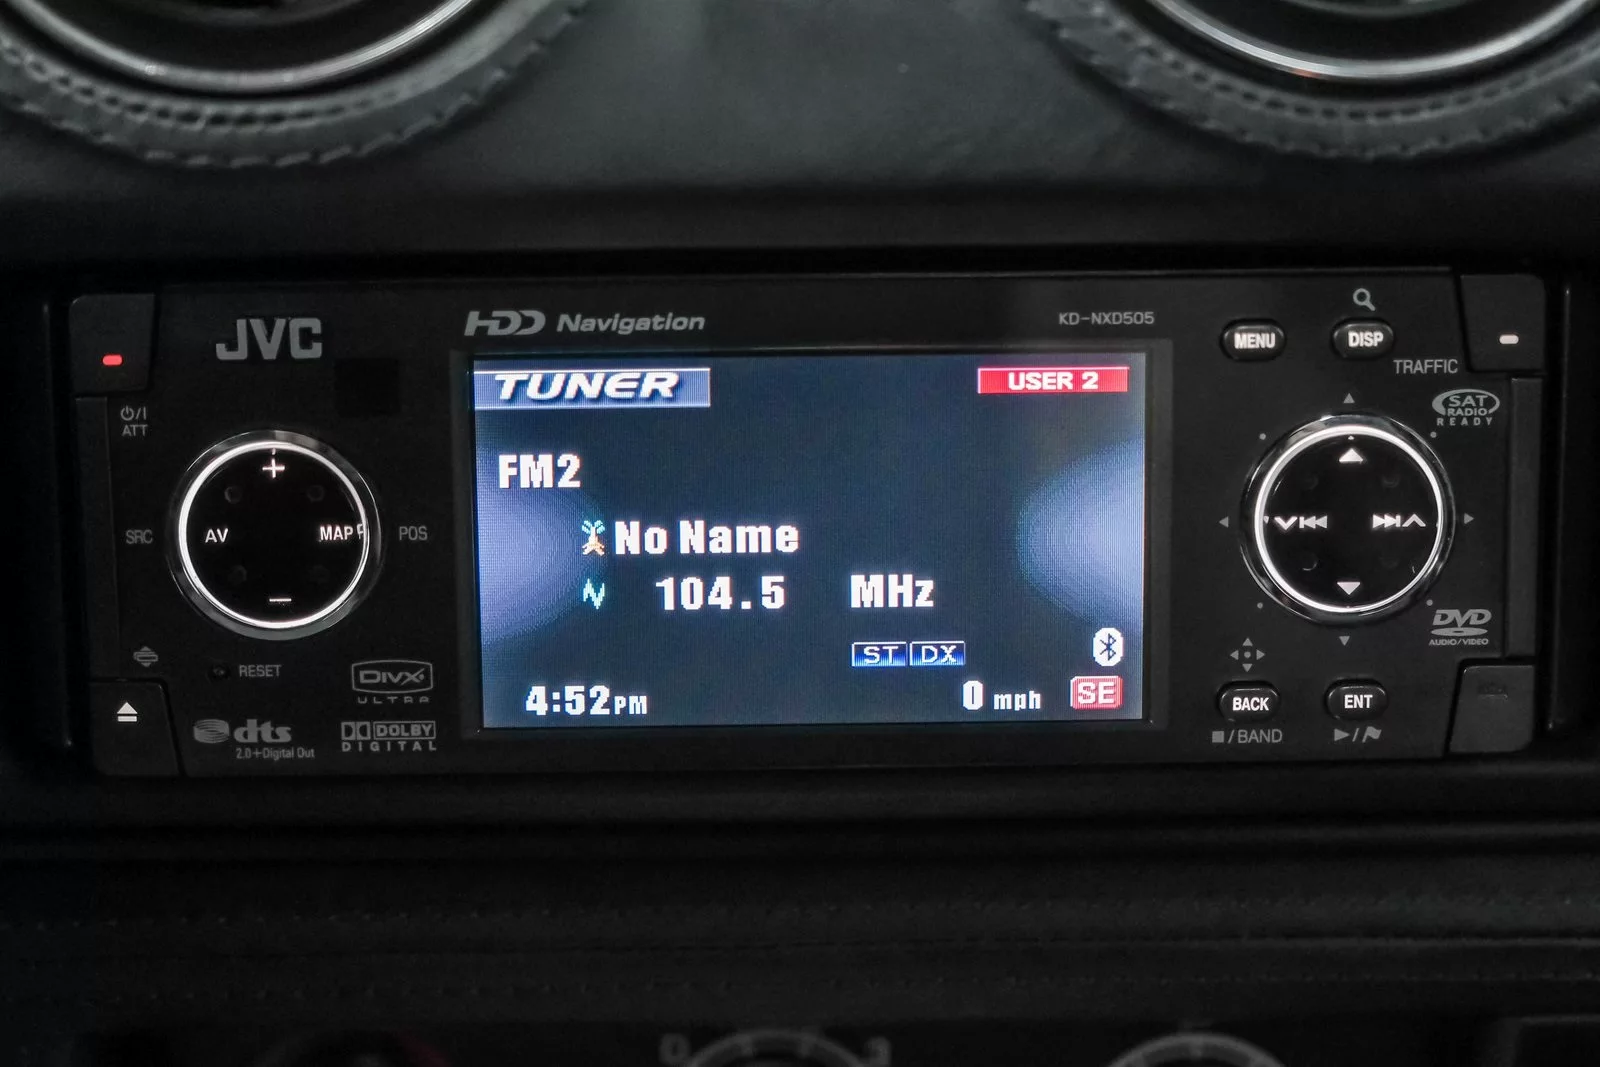 JVC
HDD Navigation
KD-NXD505
MENU
DISP
TRAFFIC
⏻/I
ATT
TUNER
USER 2
SAT
RADIO
READY
FM2
SRC
AV
MAP
POS
No Name
104.5 MHz
ST DX
DVD
AUDIO/VIDEO
RESET
DIVX
ULTRA
4:52PM
0 mph
SE
BACK
ENT
■/BAND
dts
2.0+Digital Out
DOLBY
DIGITAL